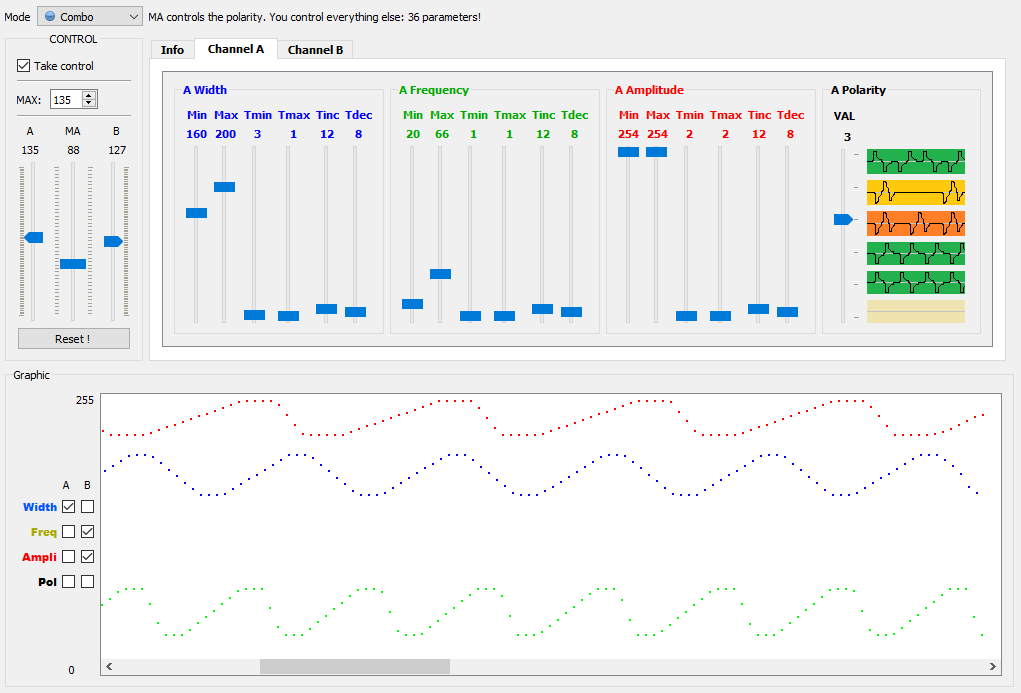 Mode Combo MA controls the polarity. You control everything else: 36 parameters!
CONTROL
Take control
MAX: 135
A MA B
135 88 127
Reset !
Info Channel A Channel B
A Width
Min Max Tmin Tmax Tinc Tdec
160 200 3 1 12 8
A Frequency
Min Max Tmin Tmax Tinc Tdec
20 66 1 1 12 8
A Amplitude
Min Max Tmin Tmax Tinc Tdec
254 254 2 2 12 8
A Polarity
VAL
3
Graphic
255
A B
Width
Freq
Ampli
Pol
0